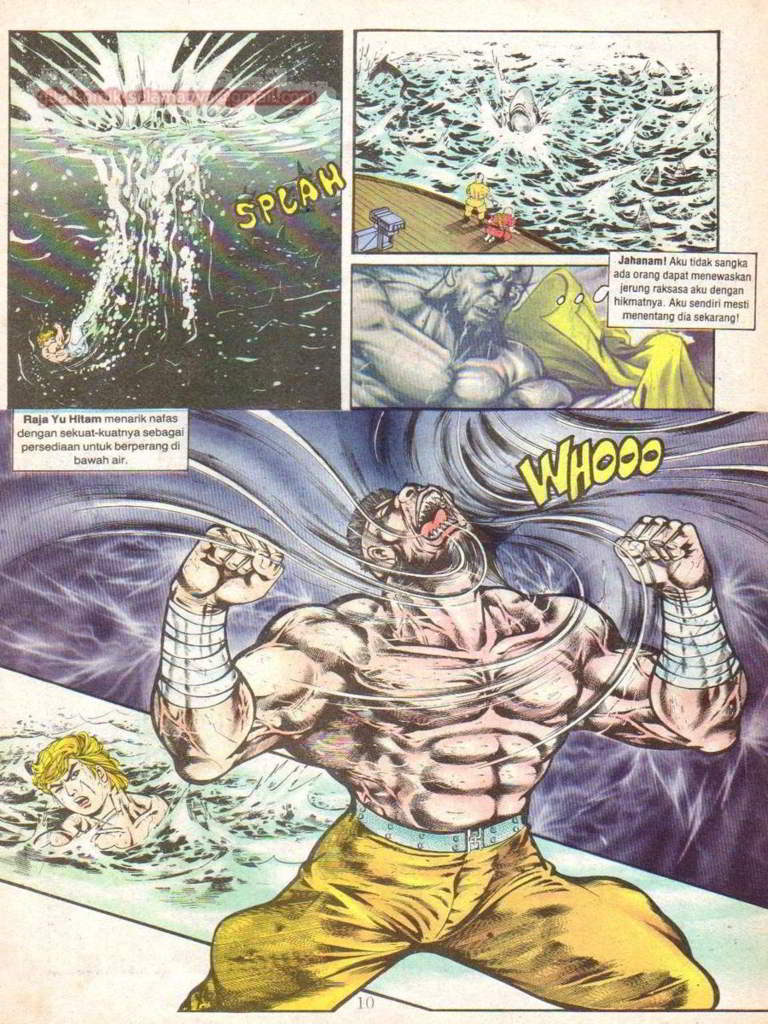 SPLAH
Jahanam! Aku tidak sangka
ada orang dapat menewaskan
jerung raksasa aku dengan
hikmatnya. Aku sendiri mesti
menentang dia sekarang!
Raja Yu Hitam menarik nafas
dengan sekuat-kuatnya sebagai
persediaan untuk berperang di
bawah air.
WHOOO
10